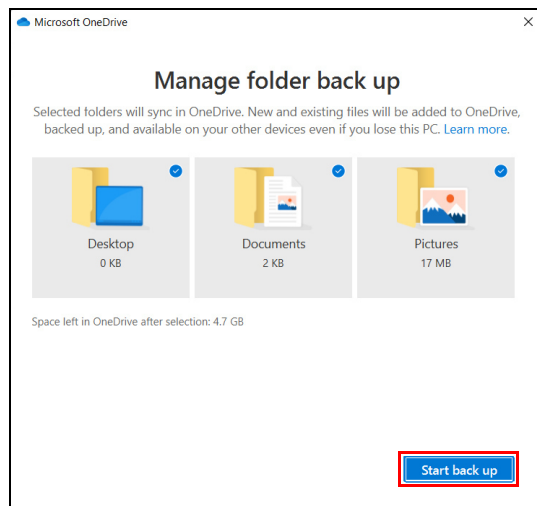 Microsoft OneDrive
Manage folder back up
Selected folders will sync in OneDrive. New and existing files will be added to OneDrive,
backed up, and available on your other devices even if you lose this PC. Learn more.
Desktop
0 KB
Documents
2 KB
Pictures
17 MB
Space left in OneDrive after selection: 4.7 GB
Start back up